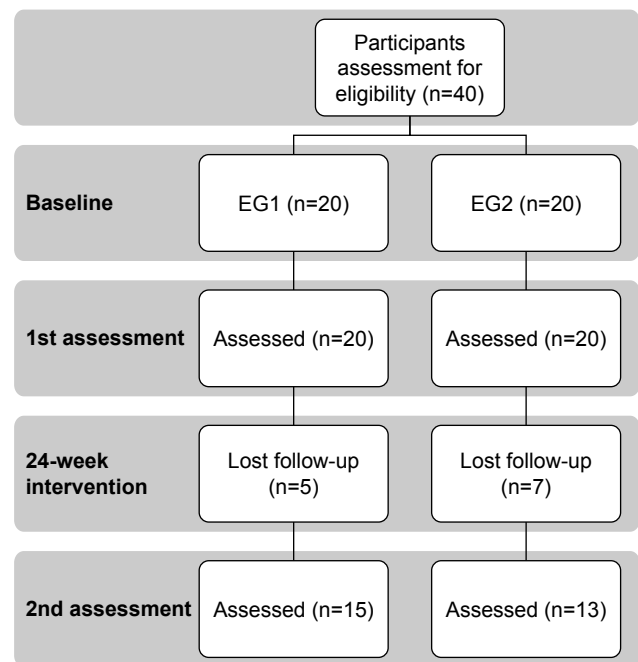 Participants
assessment for
eligibility (n=40)
Baseline
EG1 (n=20)
EG2 (n=20)
1st assessment
Assessed (n=20)
Assessed (n=20)
24-week
intervention
Lost follow-up
(n=5)
Lost follow-up
(n=7)
2nd assessment
Assessed (n=15)
Assessed (n=13)